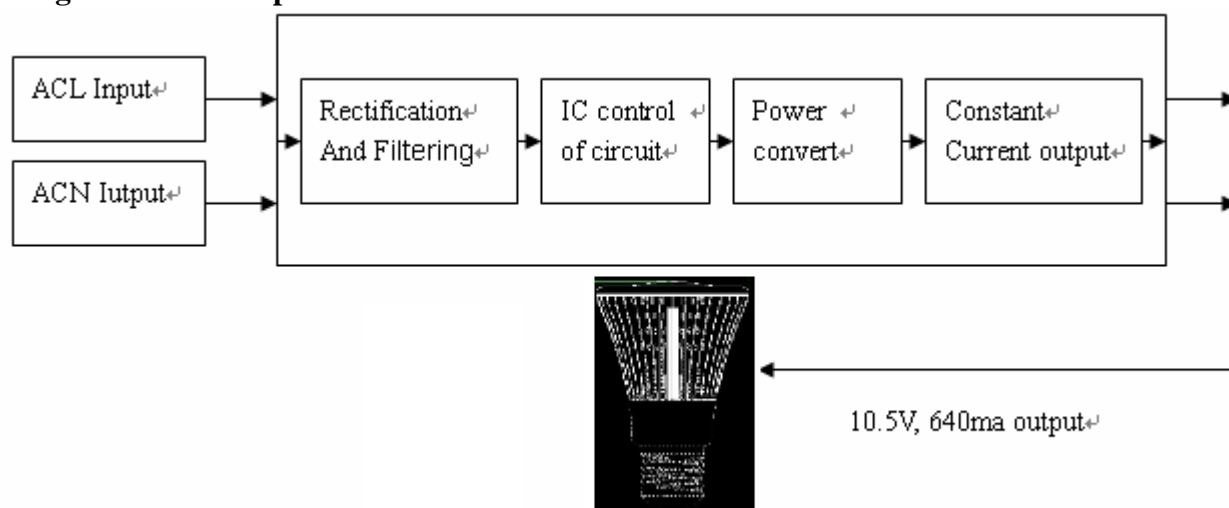 ACL Input↵
ACN Iutput↵
Rectification↵
And Filtering↵
IC control ↵
of circuit↵
Power ↵
convert↵
Constant↵
Current output↵
10.5V, 640ma output↵